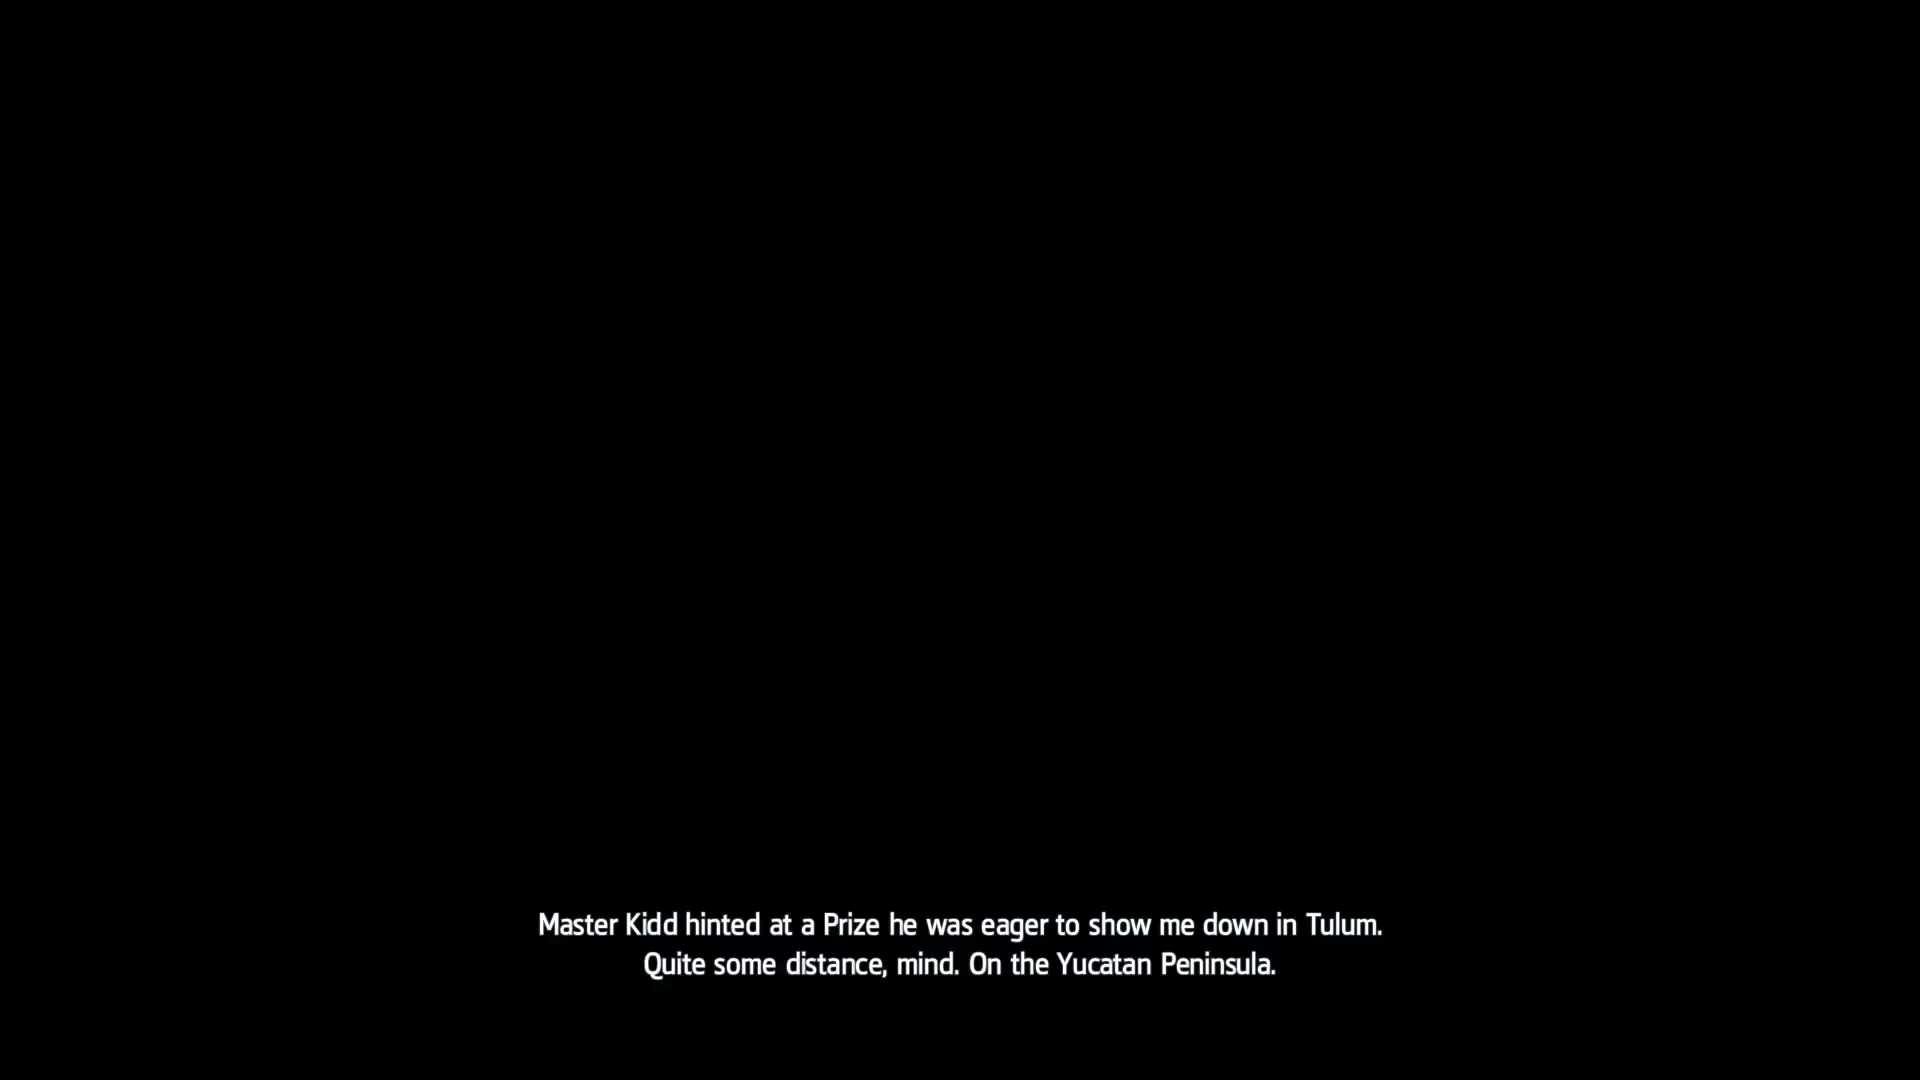 Master Kidd hinted at a Prize he was eager to show me down in Tulum.
Quite some distance, mind. On the Yucatan Peninsula.